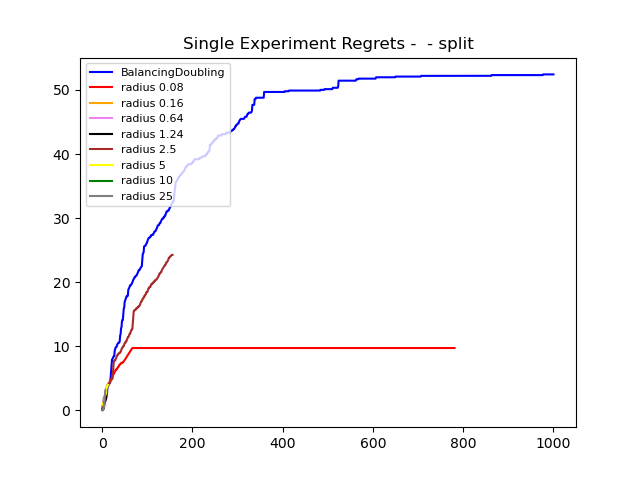 Single Experiment Regrets -  - split
BalancingDoubling
radius 0.08
radius 0.16
radius 0.64
radius 1.24
radius 2.5
radius 5
radius 10
radius 25
50
40
30
20
10
0
0 200 400 600 800 1000